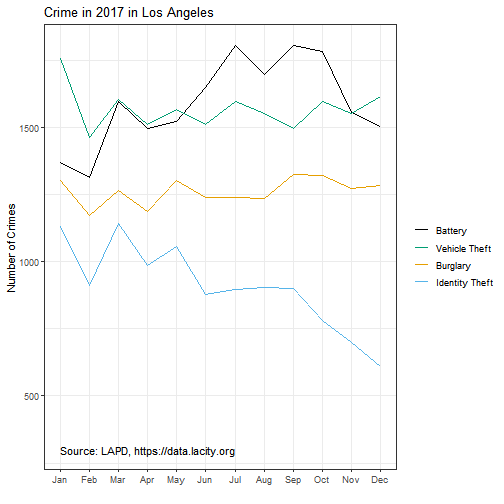 Crime in 2017 in Los Angeles
Number of Crimes
1500
1000
500
Source: LAPD, https://data.lacity.org
Jan Feb Mar Apr May Jun Jul Aug Sep Oct Nov Dec
Battery
Vehicle Theft
Burglary
Identity Theft